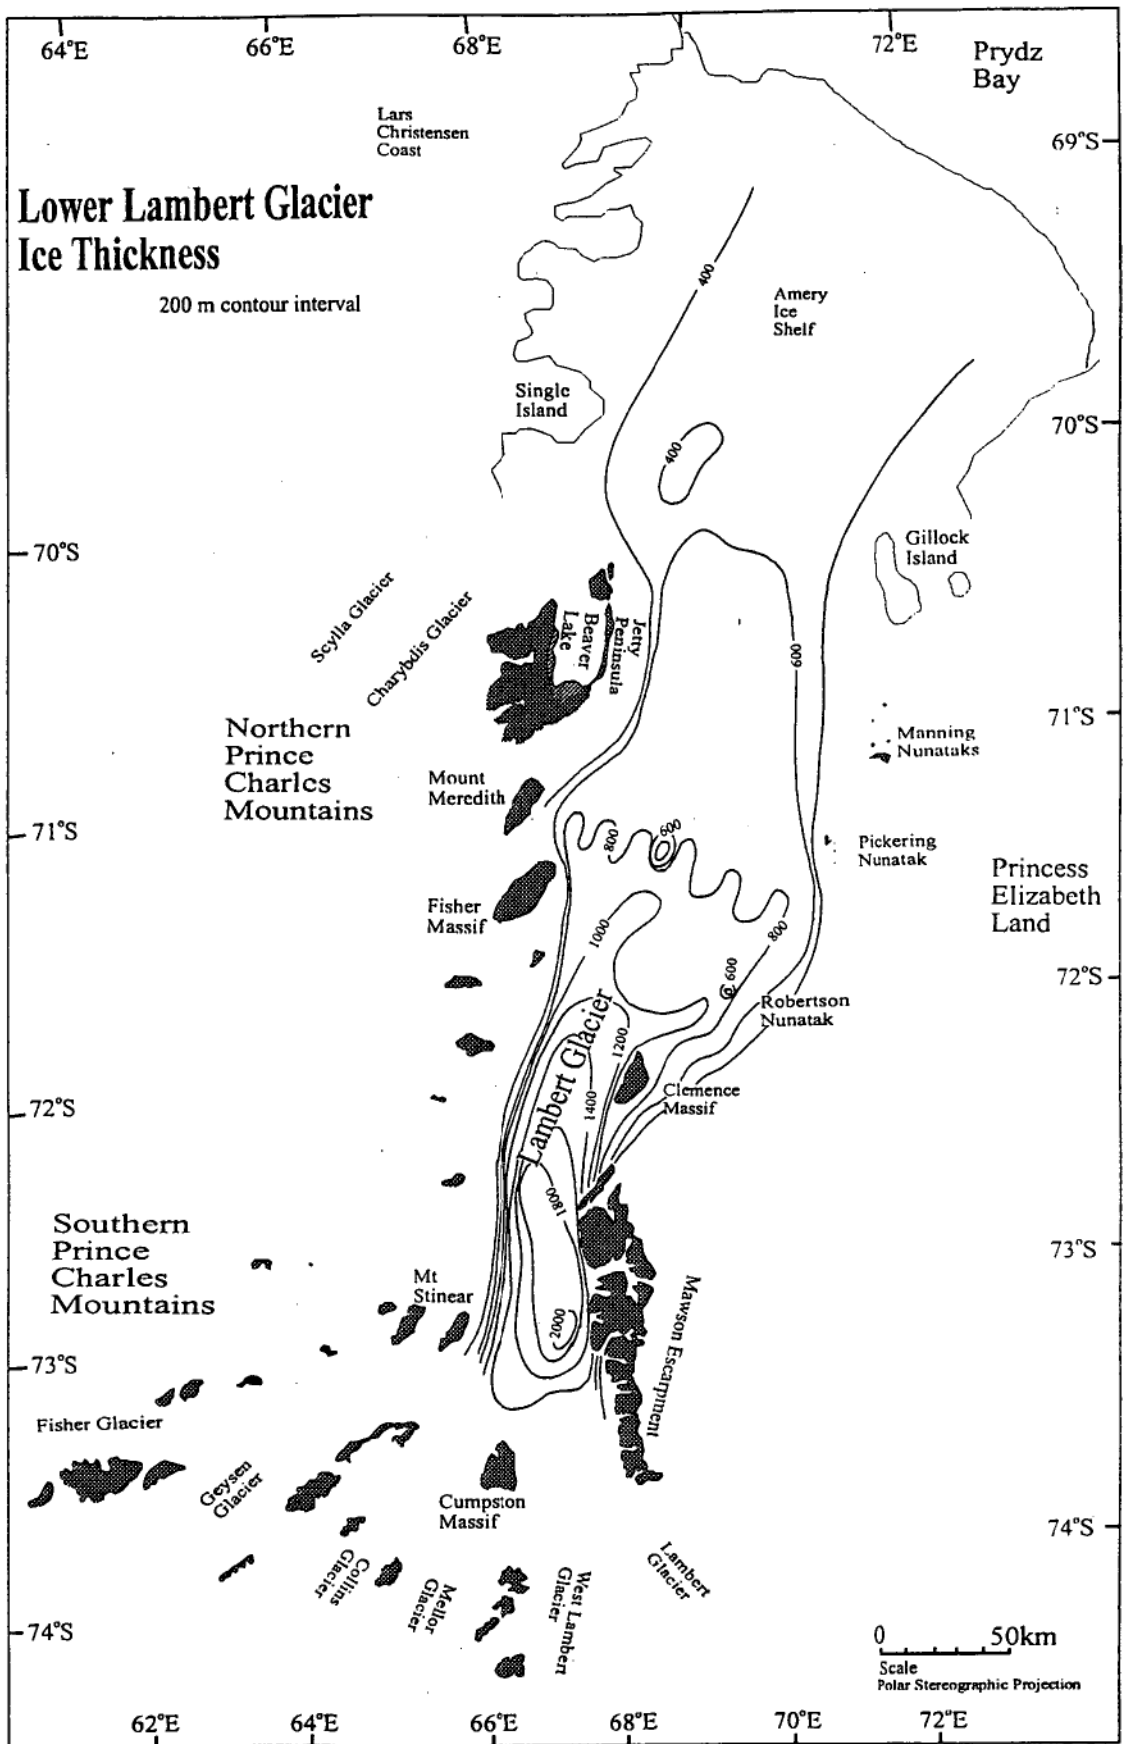 64°E
66°E
68°E
72°E
Prydz
Bay
Lars
Christensen
Coast
69°S
Lower Lambert Glacier
Ice Thickness
200 m contour interval
400
Amery
Ice
Shelf
Single
Island
70°S
400
Gillock
Island
70°S
Scylla Glacier
Charybdis Glacier
Beaver
Lake
Jetty
Peninsula
600
71°S
Northern
Prince
Charles
Mountains
Manning
Nunataks
Mount
Meredith
71°S
800
600
Pickering
Nunatak
Princess
Elizabeth
Land
Fisher
Massif
1000
800
600
72°S
Robertson
Nunatak
Lambert Glacier
1200
1400
Clemence
Massif
72°S
1800
Southern
Prince
Charles
Mountains
73°S
Mt
Stinear
2000
Mawson Escarpment
73°S
Fisher Glacier
Geysen
Glacier
Cumpston
Massif
74°S
Collins
Glacier
Mellor
Glacier
West Lambert
Glacier
Lambert
Glacier
74°S
0 50km
Scale
Polar Stereographic Projection
62°E
64°E
66°E
68°E
70°E
72°E